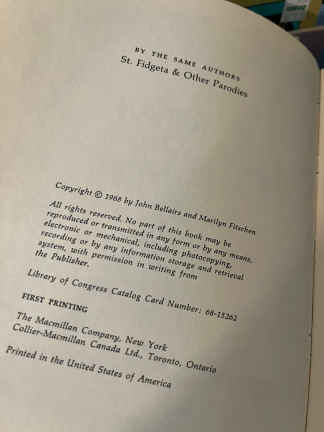 BY THE SAME AUTHORS
St. Fidgeta & Other Parodies
Copyright © 1968 by John Bellairs and Marilyn Fitschen
All rights reserved. No part of this book may be
reproduced or transmitted in any form or by any means,
electronic or mechanical, including photocopying,
recording or by any information storage and retrieval
system, with permission in writing from
the Publisher.
Library of Congress Catalog Card Number: 68-15262
FIRST PRINTING
The Macmillan Company, New York
Collier-Macmillan Canada Ltd., Toronto, Ontario
Printed in the United States of America